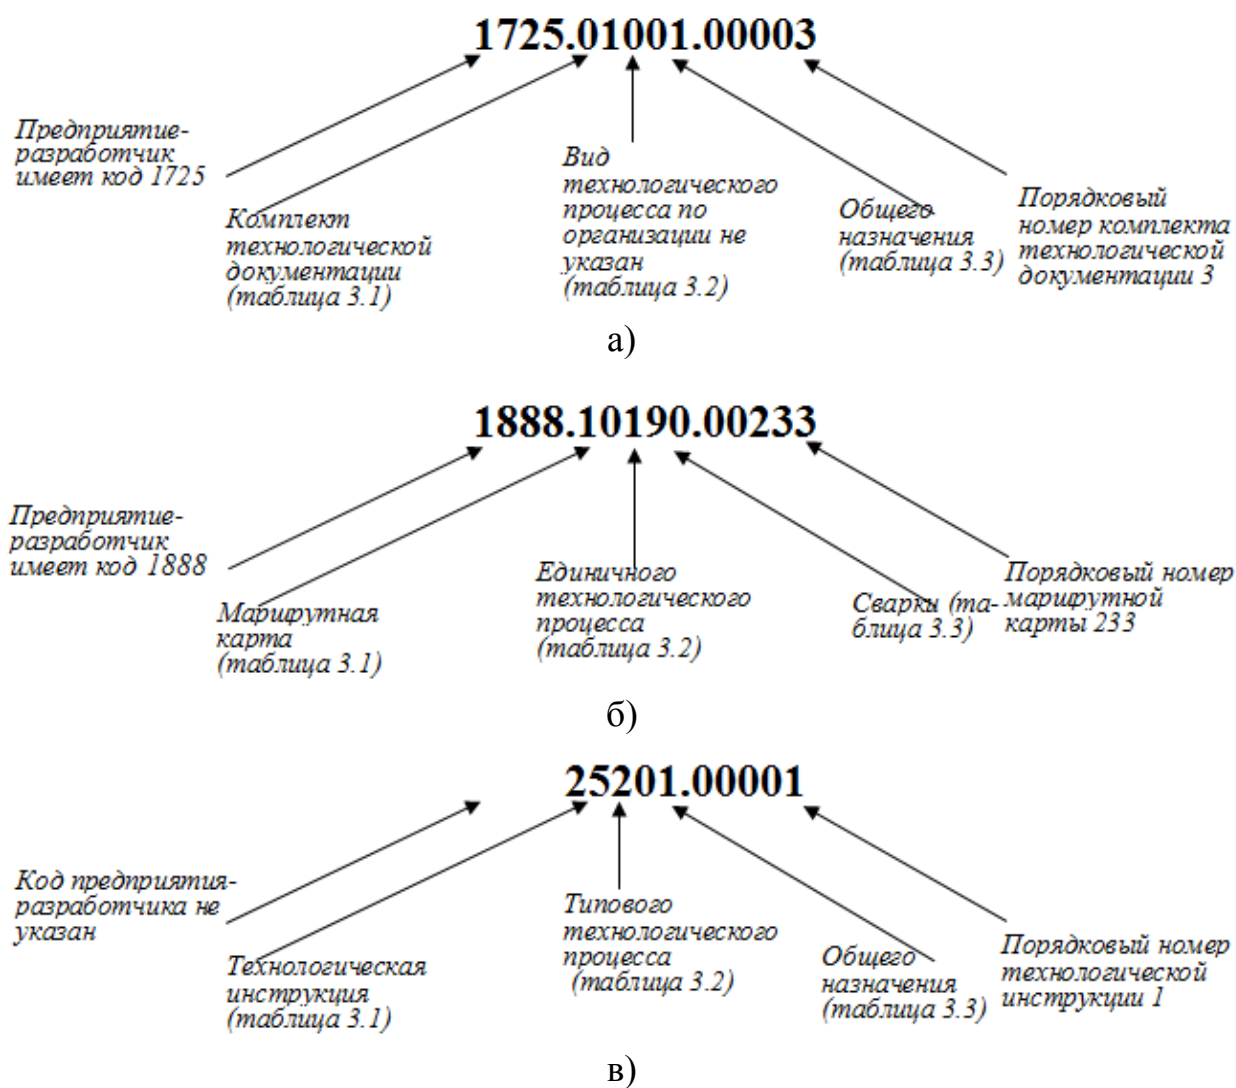 1725.01001.00003
Предприятие-
разработчик
имеет код 1725
Комплект
технологической
документации
(таблица 3.1)
Вид
технологического
процесса по
организации не
указан
(таблица 3.2)
Общего
назначения
(таблица 3.3)
Порядковый
номер комплекта
технологической
документации 3
а)
1888.10190.00233
Предприятие-
разработчик
имеет код 1888
Маршрутная
карта
(таблица 3.1)
Единичного
технологического
процесса
(таблица 3.2)
Сварки (та-
блица 3.3)
Порядковый номер
маршрутной
карты 233
б)
25201.00001
Код предприятия-
разработчика не
указан
Технологическая
инструкция
(таблица 3.1)
Типового
технологического
процесса
(таблица 3.2)
Общего
назначения
(таблица 3.3)
Порядковый номер
технологической
инструкции 1
в)